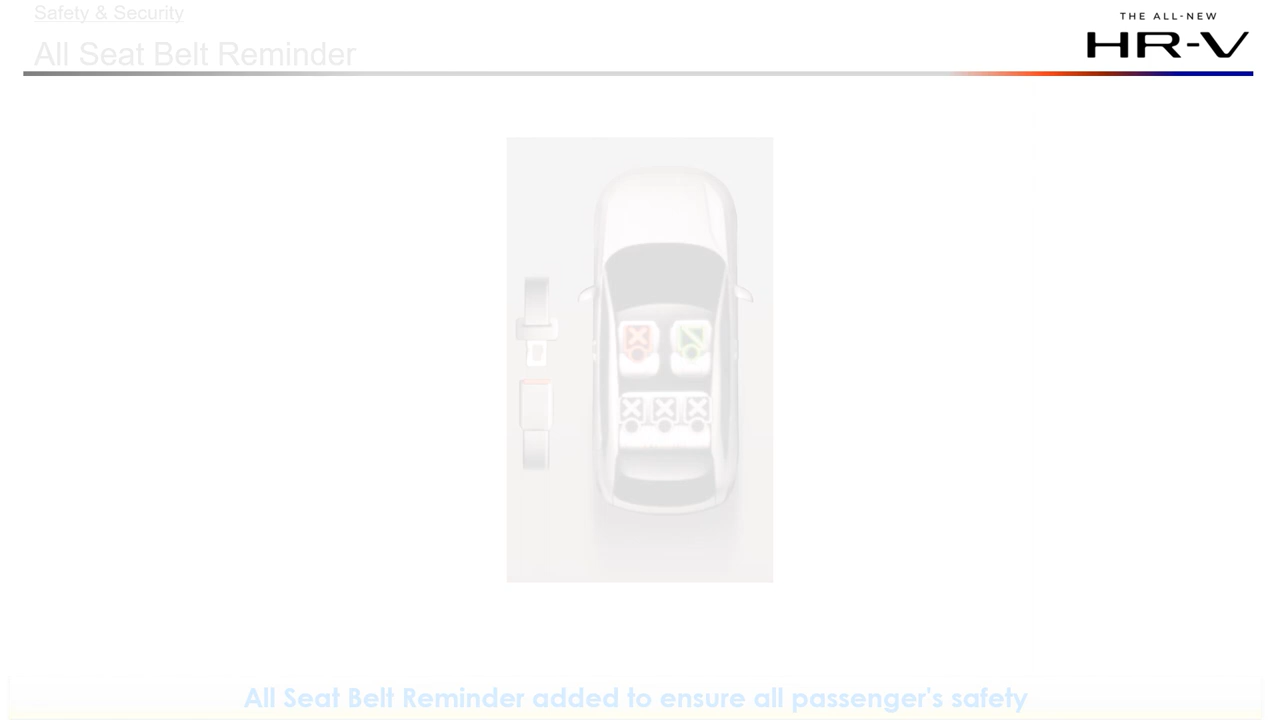 Safety & Security
All Seat Belt Reminder
THE ALL-NEW
HR-V
All Seat Belt Reminder added to ensure all passenger's safety